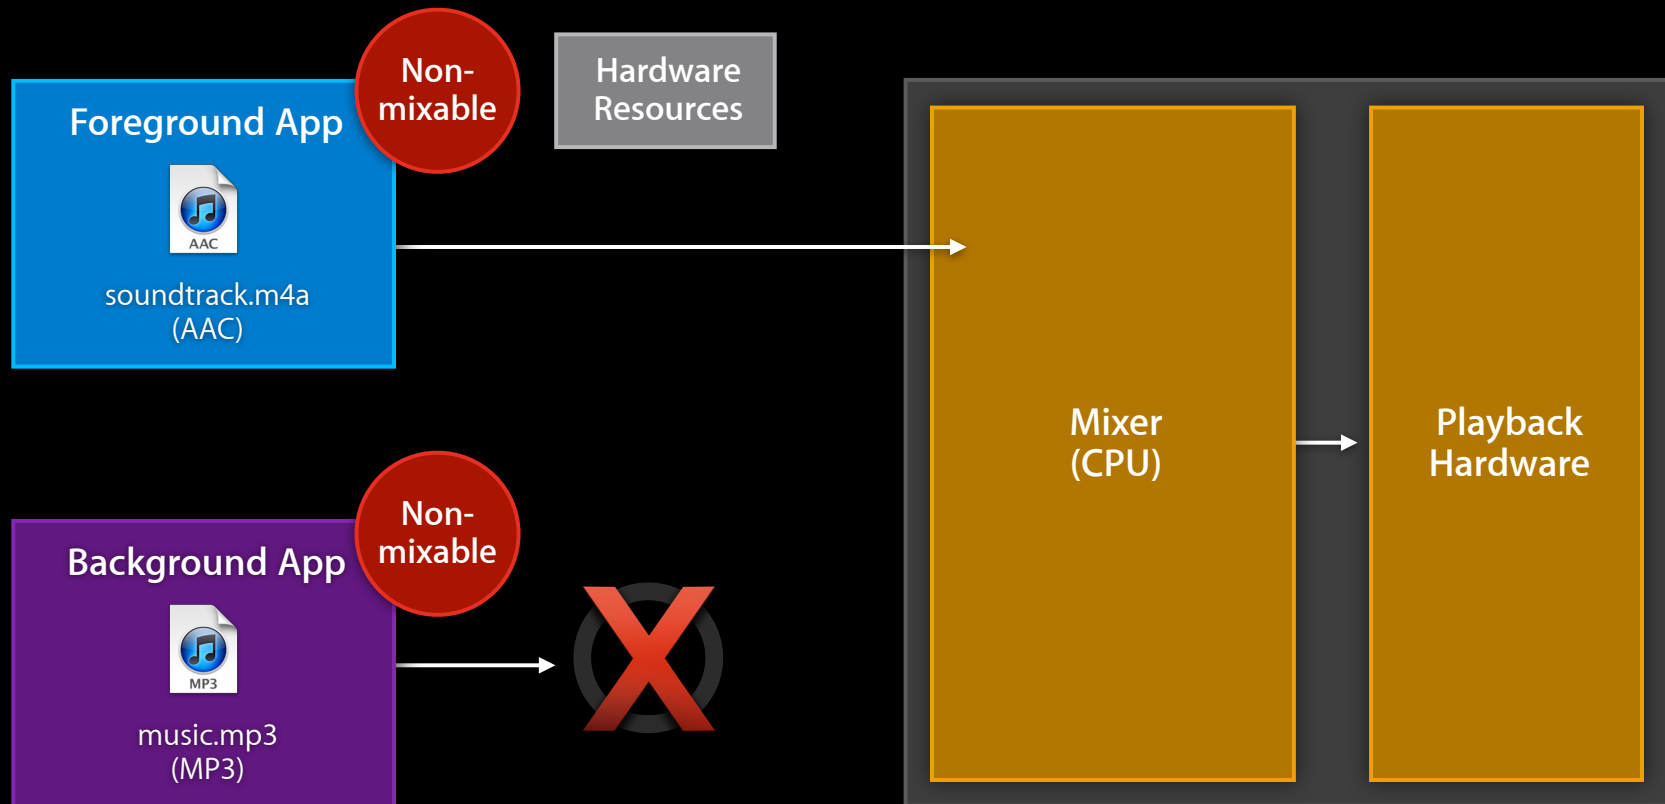 Non-
mixable
Hardware
Resources
Foreground App
AAC
soundtrack.m4a
(AAC)
Mixer
(CPU)
Playback
Hardware
Non-
mixable
Background App
MP3
music.mp3
(MP3)
X